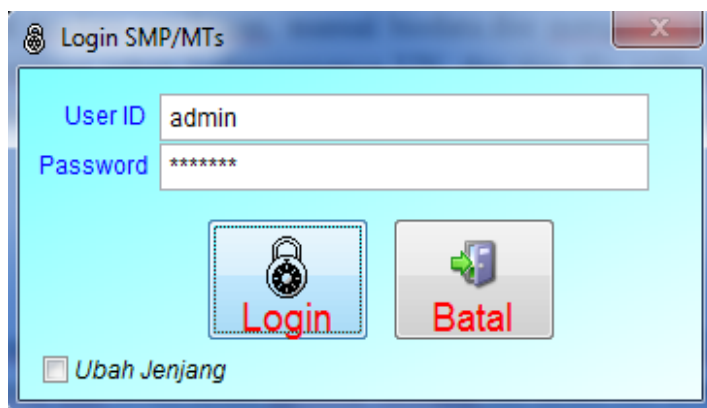 Login SMP/MTs
User ID admin
Password *******
Login Batal
Ubah Jenjang